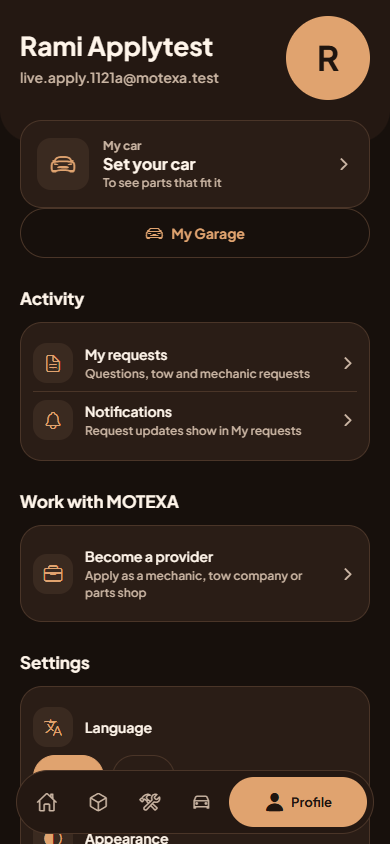 Rami Applytest
live.apply.1121a@motexa.test
R
My car
Set your car
To see parts that fit it
My Garage
Activity
My requests
Questions, tow and mechanic requests
Notifications
Request updates show in My requests
Work with MOTEXA
Become a provider
Apply as a mechanic, tow company or
parts shop
Settings
Language
Profile
Appearance